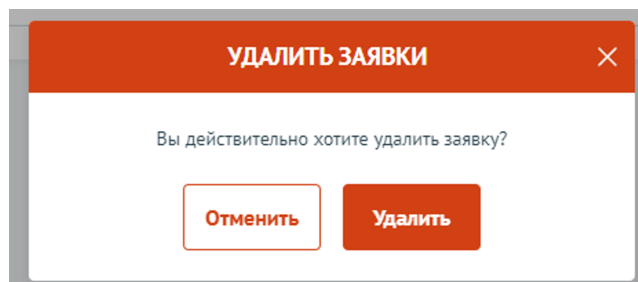 УДАЛИТЬ ЗАЯВКИ
Вы действительно хотите удалить заявку?
Отменить
Удалить